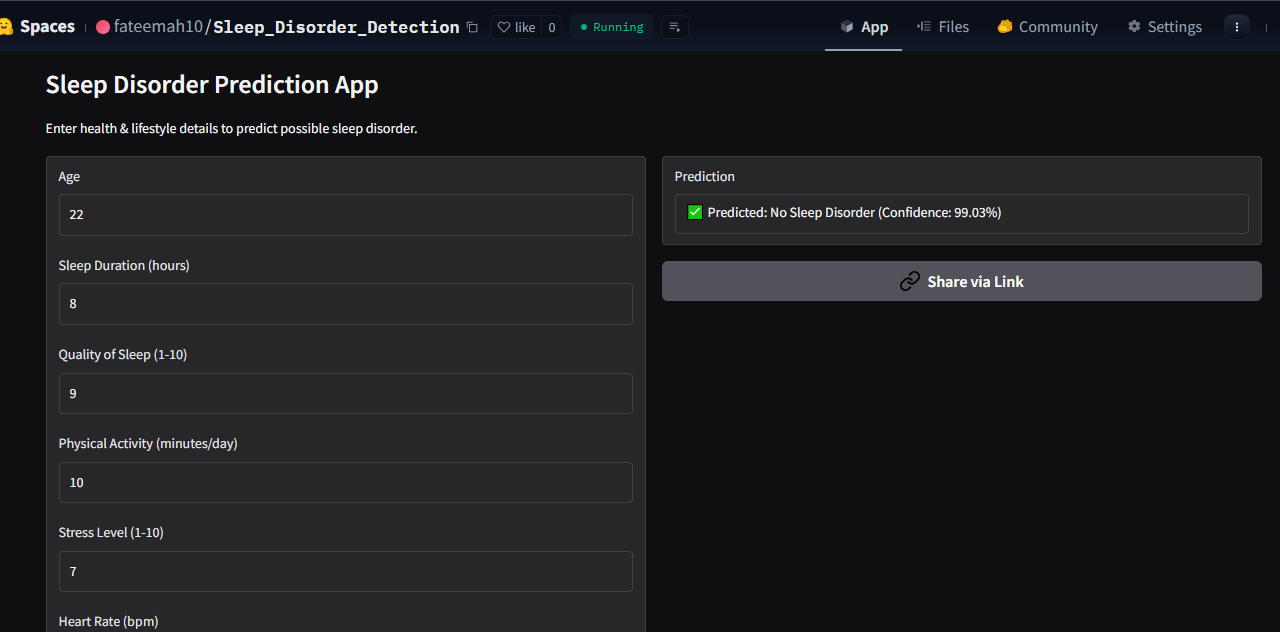 Spaces fateemah10/Sleep_Disorder_Detection like 0 Running App Files Community Settings
Sleep Disorder Prediction App
Enter health & lifestyle details to predict possible sleep disorder.
Age
22
Sleep Duration (hours)
8
Quality of Sleep (1-10)
9
Physical Activity (minutes/day)
10
Stress Level (1-10)
7
Heart Rate (bpm)
Prediction
✅ Predicted: No Sleep Disorder (Confidence: 99.03%)
Share via Link